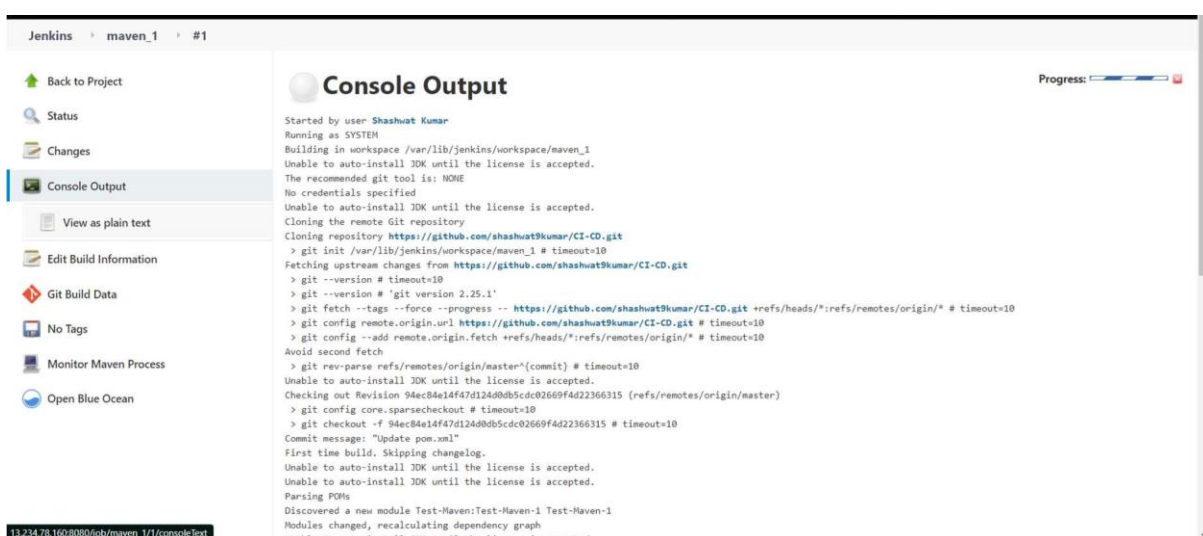 Jenkins maven_1 #1
Back to Project
Status
Changes
Console Output
View as plain text
Edit Build Information
Git Build Data
No Tags
Monitor Maven Process
Open Blue Ocean
Console Output
Progress:
Started by user Shashwat Kumar
Running as SYSTEM
Building in workspace /var/lib/jenkins/workspace/maven_1
Unable to auto-install JDK until the license is accepted.
The recommended git tool is: NONE
No credentials specified
Unable to auto-install JDK until the license is accepted.
Cloning the remote Git repository
Cloning repository https://github.com/shashwat9kumar/CI-CD.git
> git init /var/lib/jenkins/workspace/maven_1 # timeout=10
Fetching upstream changes from https://github.com/shashwat9kumar/CI-CD.git
> git --version # timeout=10
> git --version # 'git version 2.25.1'
> git fetch --tags --force --progress -- https://github.com/shashwat9kumar/CI-CD.git +refs/heads/*:refs/remotes/origin/* # timeout=10
> git config remote.origin.url https://github.com/shashwat9kumar/CI-CD.git # timeout=10
> git config --add remote.origin.fetch +refs/heads/*:refs/remotes/origin/* # timeout=10
Avoid second fetch
> git rev-parse refs/remotes/origin/master^{commit} # timeout=10
Unable to auto-install JDK until the license is accepted.
Checking out Revision 94ec84e14f47d124d0db5cdc02669f4d22366315 (refs/remotes/origin/master)
> git config core.sparsecheckout # timeout=10
> git checkout -f 94ec84e14f47d124d0db5cdc02669f4d22366315 # timeout=10
Commit message: "Update pom.xml"
First time build. Skipping changelog.
Unable to auto-install JDK until the license is accepted.
Unable to auto-install JDK until the license is accepted.
Parsing POMs
Discovered a new module Test-Maven:Test-Maven-1 Test-Maven-1
Modules changed, recalculating dependency graph
13.234.78.160:8080/job/maven_1/1/consoleText